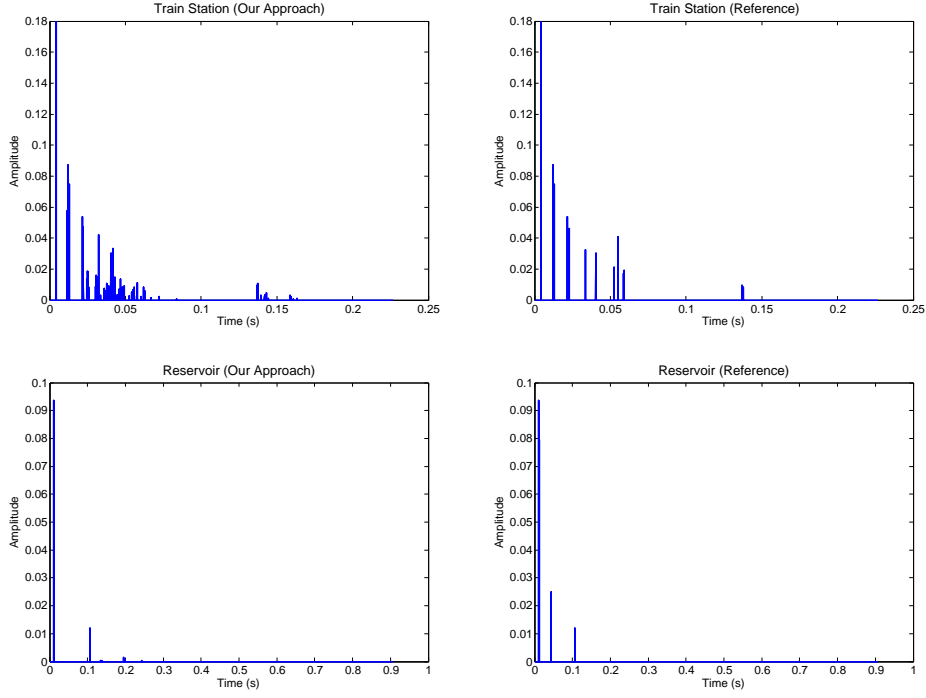 Train Station (Our Approach)
0.18
0.16
0.14
0.12
0.1
0.08
0.06
0.04
0.02
0
Amplitude
0 0.05 0.1 0.15 0.2 0.25
Time (s)
Train Station (Reference)
0.18
0.16
0.14
0.12
0.1
0.08
0.06
0.04
0.02
0
Amplitude
0 0.05 0.1 0.15 0.2 0.25
Time (s)
Reservoir (Our Approach)
0.1
0.09
0.08
0.07
0.06
0.05
0.04
0.03
0.02
0.01
0
Amplitude
0 0.1 0.2 0.3 0.4 0.5 0.6 0.7 0.8 0.9 1
Time (s)
Reservoir (Reference)
0.1
0.09
0.08
0.07
0.06
0.05
0.04
0.03
0.02
0.01
0
Amplitude
0 0.1 0.2 0.3 0.4 0.5 0.6 0.7 0.8 0.9 1
Time (s)